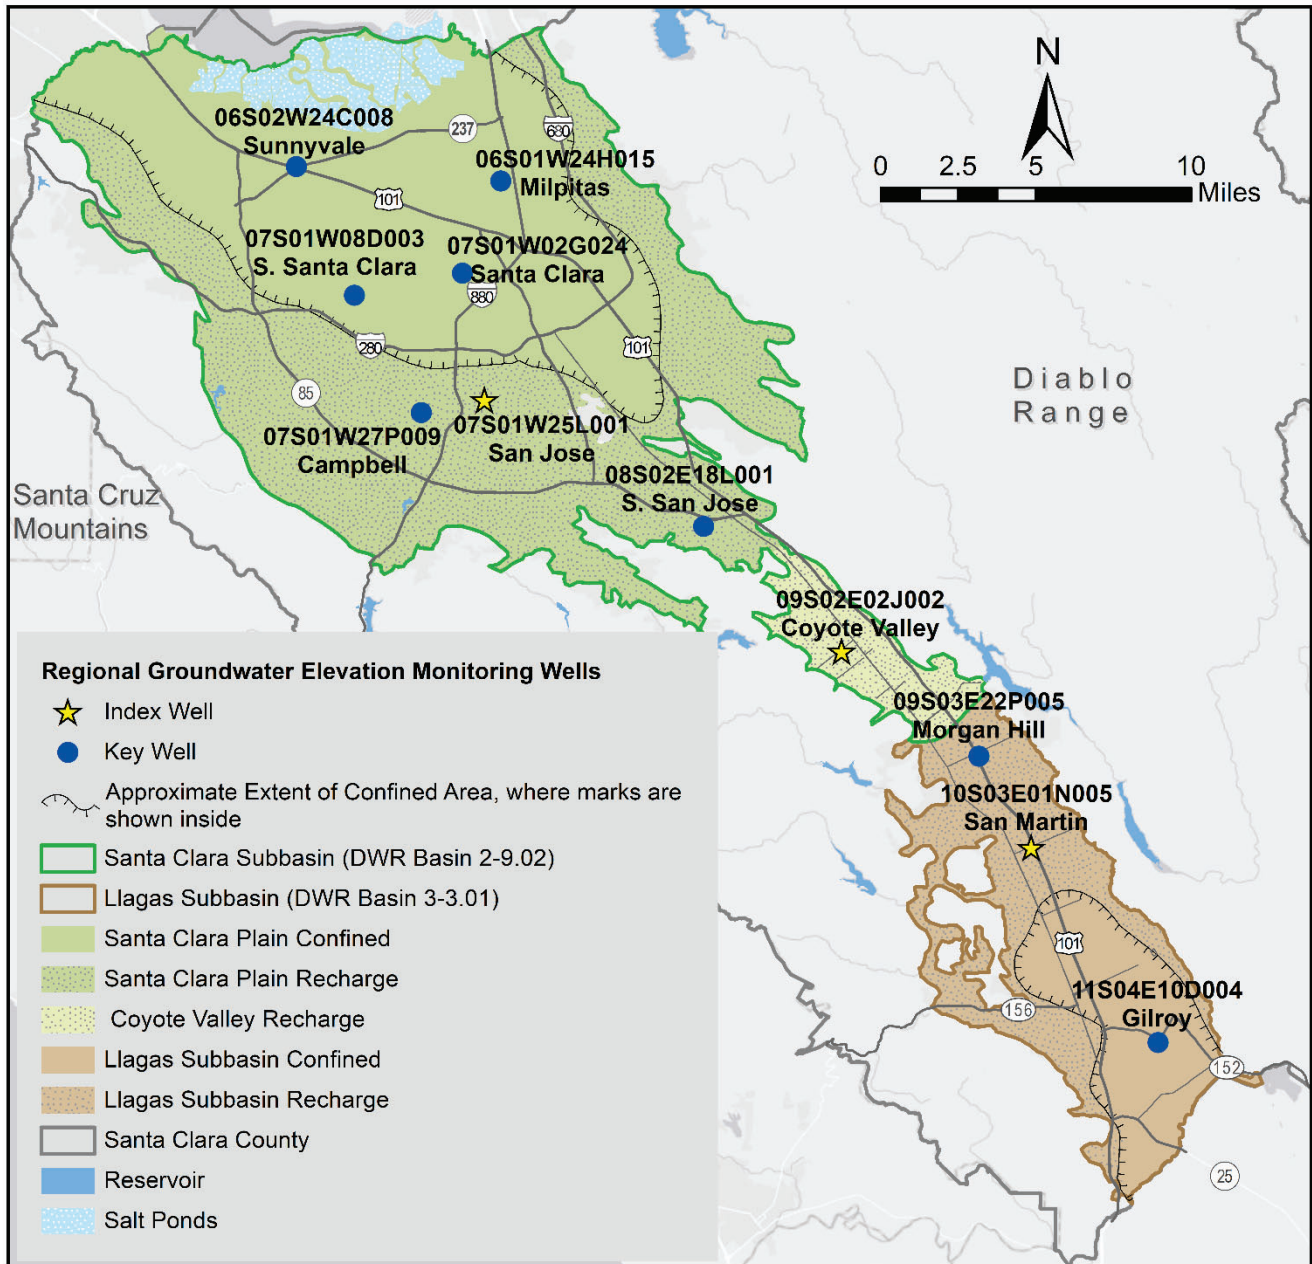 N
0 2.5 5 10
Miles
06S02W24C008
Sunnyvale
237
680
06S01W24H015
Milpitas
101
07S01W08D003
S. Santa Clara
07S01W02G024
Santa Clara
880
280
101
85
Diablo
Range
07S01W27P009
Campbell
07S01W25L001
San Jose
08S02E18L001
S. San Jose
Santa Cruz
Mountains
09S02E02J002
Coyote Valley
09S03E22P005
Morgan Hill
10S03E01N005
San Martin
101
11S04E10D004
Gilroy
156
152
25
Regional Groundwater Elevation Monitoring Wells
Index Well
Key Well
Approximate Extent of Confined Area, where marks are
shown inside
Santa Clara Subbasin (DWR Basin 2-9.02)
Llagas Subbasin (DWR Basin 3-3.01)
Santa Clara Plain Confined
Santa Clara Plain Recharge
Coyote Valley Recharge
Llagas Subbasin Confined
Llagas Subbasin Recharge
Santa Clara County
Reservoir
Salt Ponds